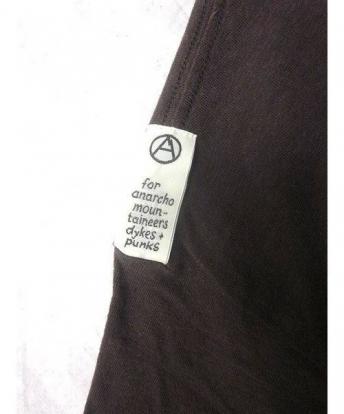 A
for
anarcho
moun-
taineers
dykes +
punks